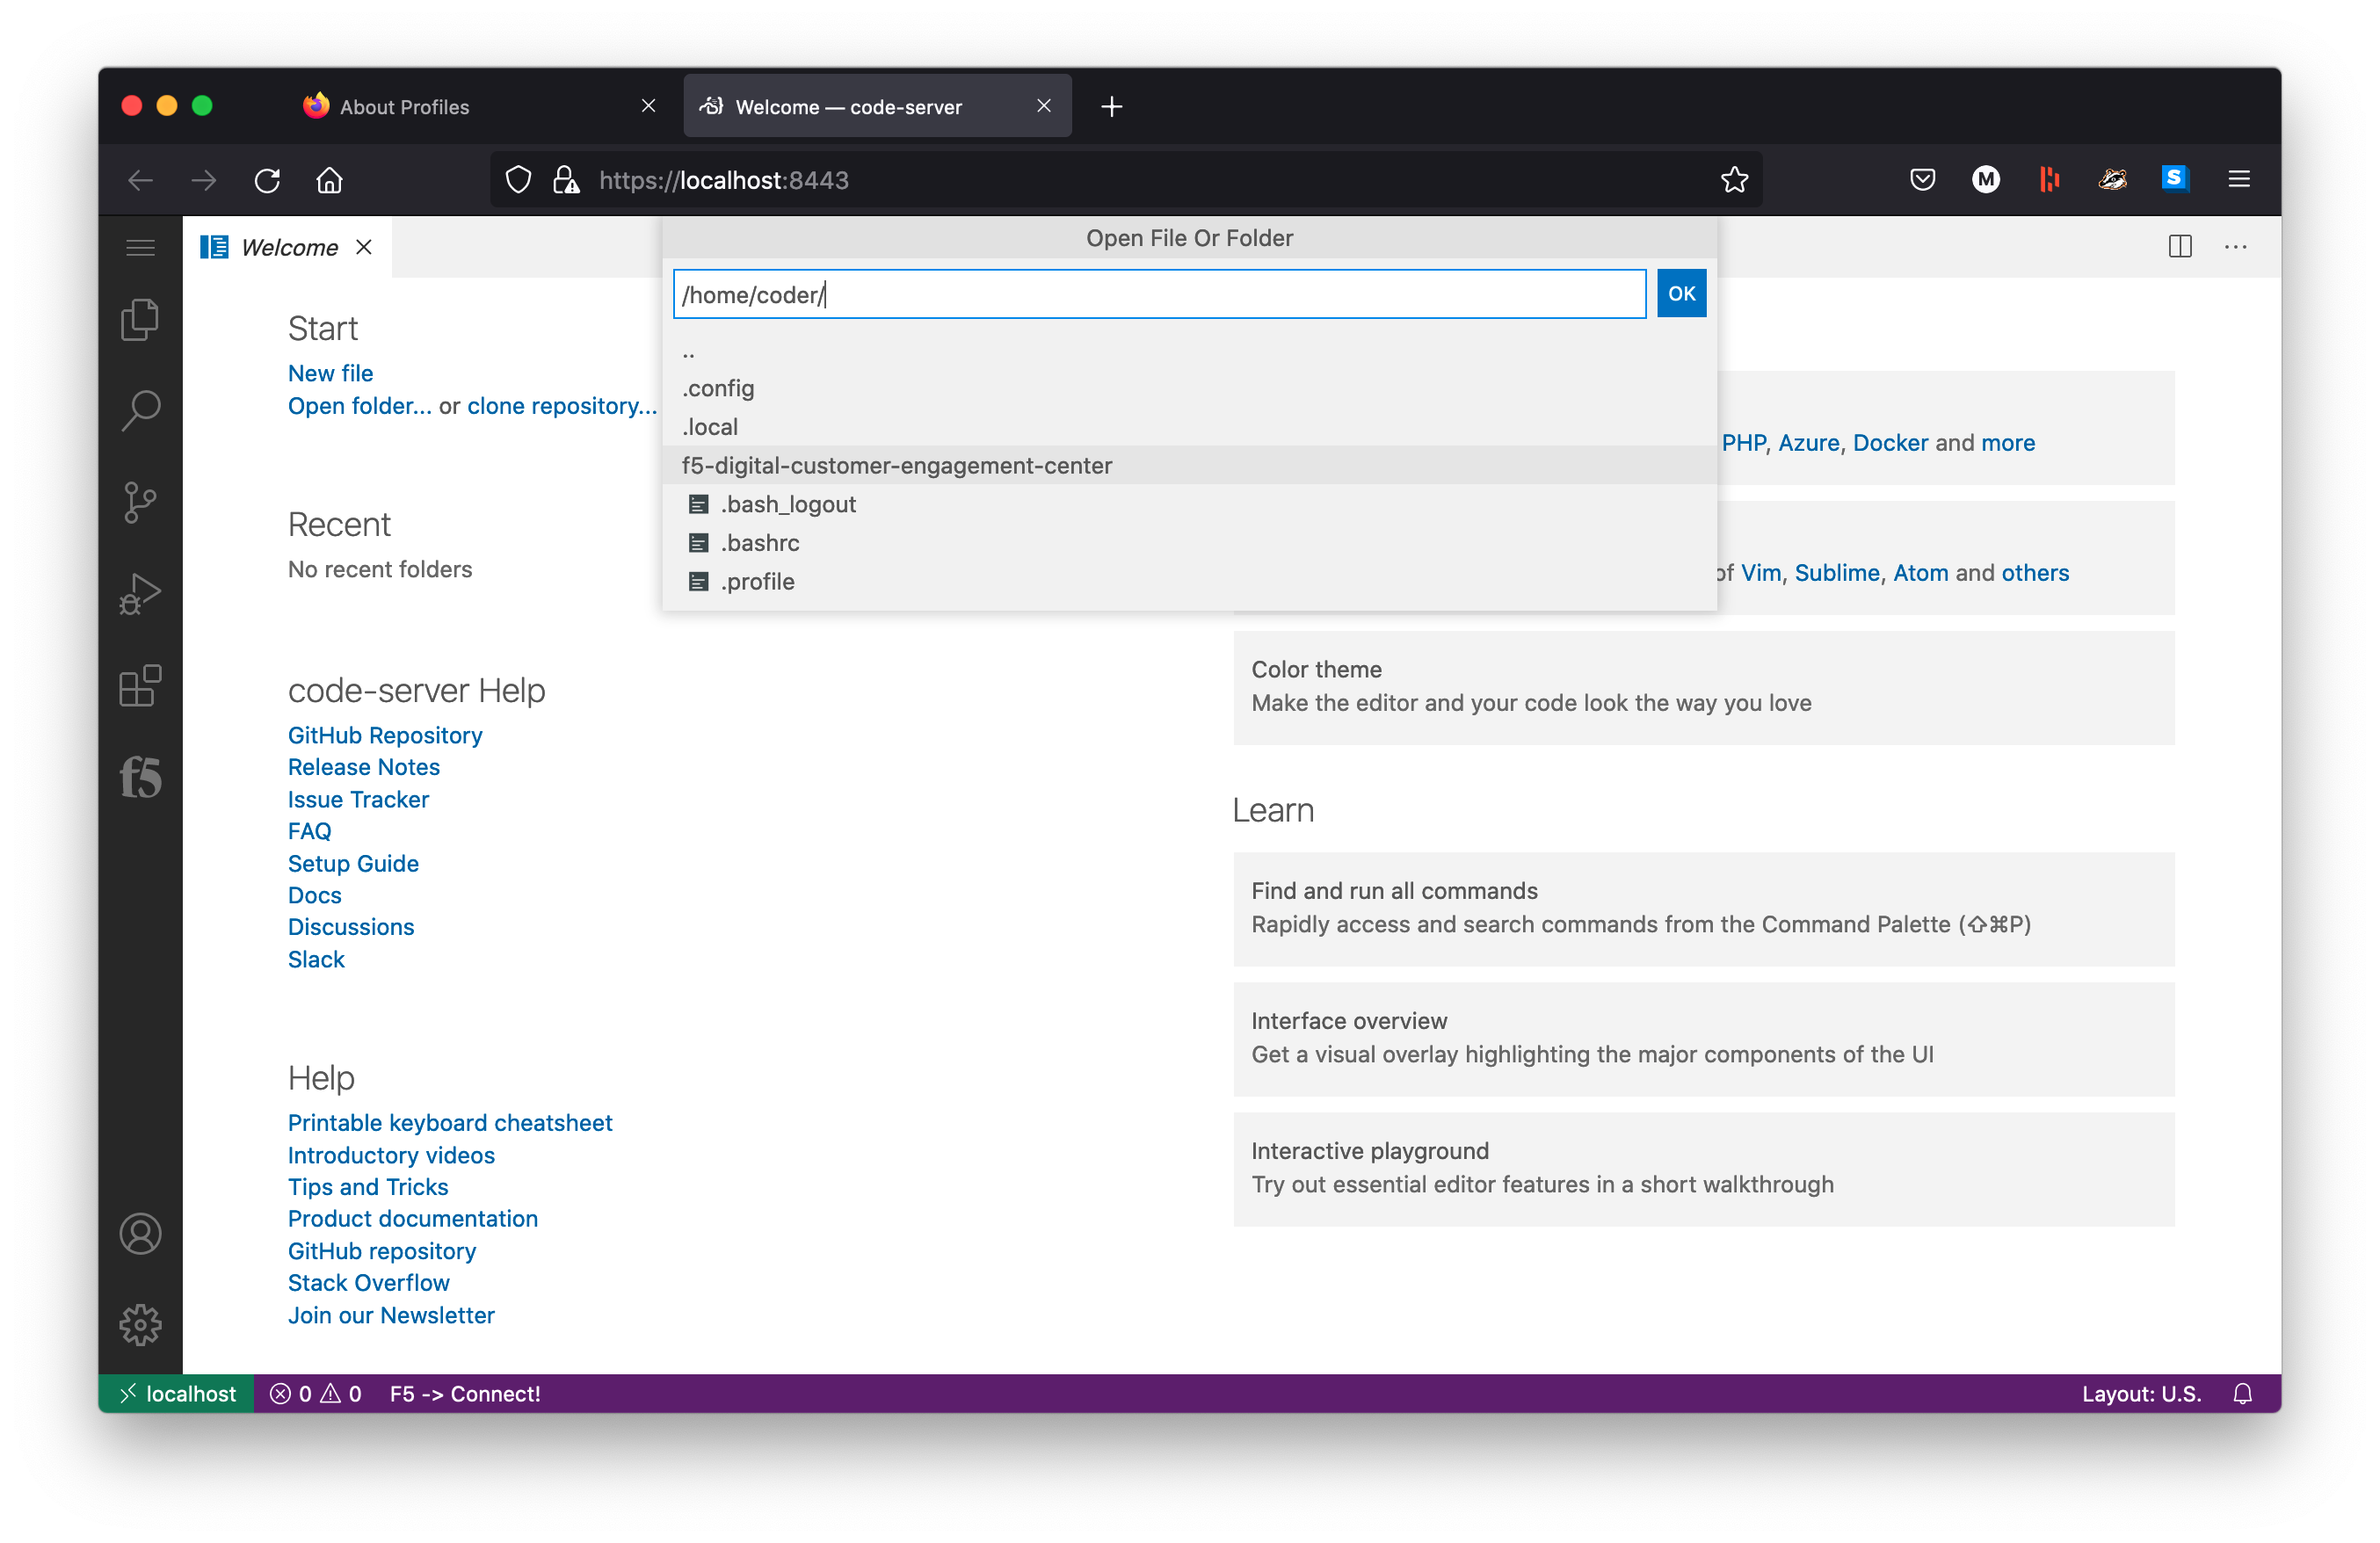 About Profiles
Welcome — code-server
https://localhost:8443
M
S
Welcome
Open File Or Folder
/home/coder/
OK
..
.config
.local
f5-digital-customer-engagement-center
.bash_logout
.bashrc
.profile
Start
New file
Open folder... or clone repository...
Recent
No recent folders
code-server Help
GitHub Repository
Release Notes
Issue Tracker
FAQ
Setup Guide
Docs
Discussions
Slack
Help
Printable keyboard cheatsheet
Introductory videos
Tips and Tricks
Product documentation
GitHub repository
Stack Overflow
Join our Newsletter
PHP, Azure, Docker and more
of Vim, Sublime, Atom and others
Color theme
Make the editor and your code look the way you love
Learn
Find and run all commands
Rapidly access and search commands from the Command Palette (⇧⌘P)
Interface overview
Get a visual overlay highlighting the major components of the UI
Interactive playground
Try out essential editor features in a short walkthrough
f5
localhost
0 0
F5 -> Connect!
Layout: U.S.